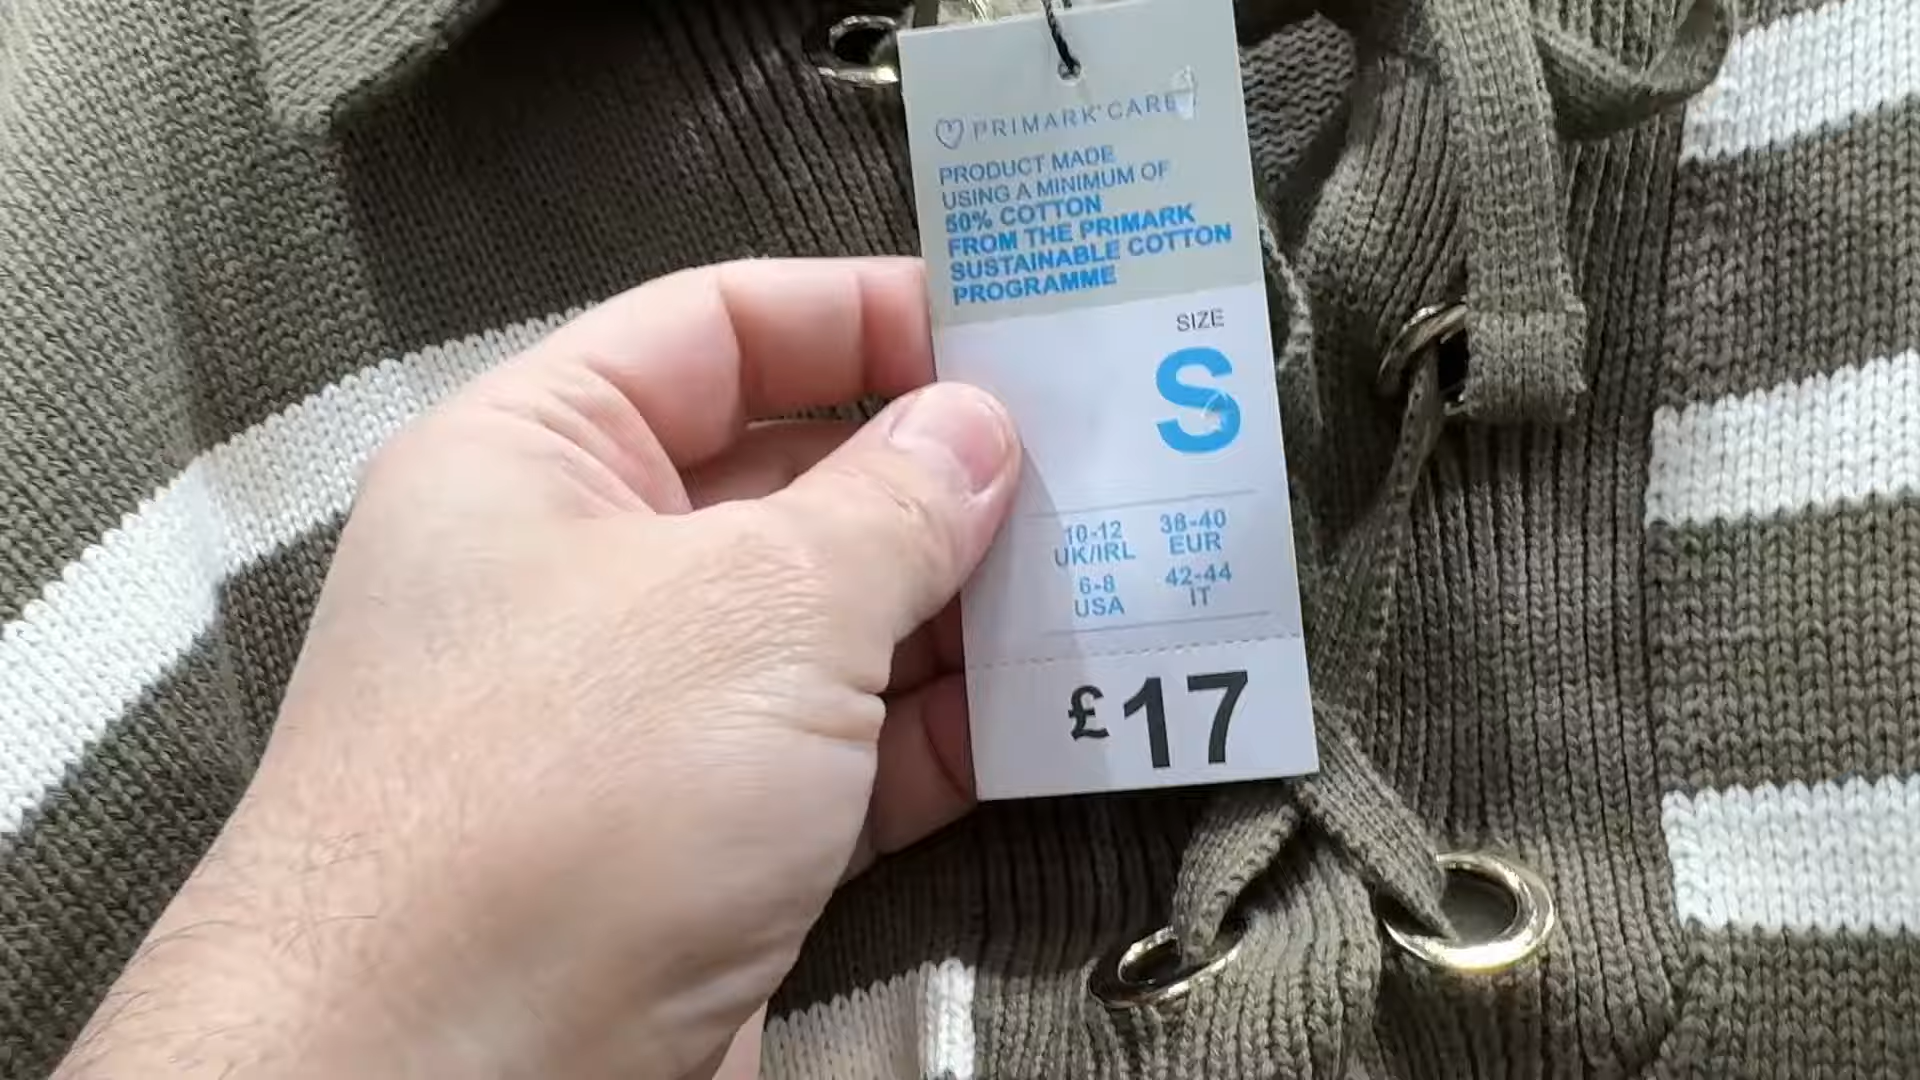 PRIMARK CARES
PRODUCT MADE
USING A MINIMUM OF
50% COTTON
FROM THE PRIMARK
SUSTAINABLE COTTON
PROGRAMME
SIZE
S
10-12 38-40
UK/IRL EUR
6-8 42-44
USA IT
£17